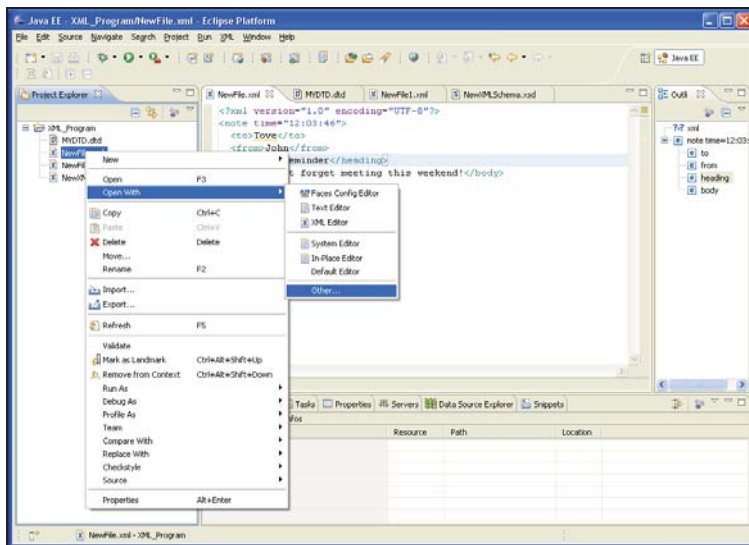 Java EE - XML_Program/NewFile.xml - Eclipse Platform
File Edit Source Navigate Search Project Run XML Window Help
Java EE
Project Explorer
NewFile.xml
MYDTD.dtd
NewFile1.xml
NewXMLSchema.xsd
Outli
XML_Program
MYDTD.dtd
NewFile.xml
NewFil
NewXM
<?xml version="1.0" encoding="UTF-8"?>
<note time="12:03:46">
<to>Tove</to>
<from>John</from>
eminder</heading>
t forget meeting this weekend!</body>
?-? xml
note time=12:03:
to
from
heading
body
New
Open F3
Open With
Copy Ctrl+C
Paste Ctrl+V
Delete Delete
Move...
Rename F2
Import...
Export...
Refresh F5
Validate
Mark as Landmark Ctrl+Alt+Shift+Up
Remove from Context Ctrl+Alt+Shift+Down
Run As
Debug As
Profile As
Team
Compare With
Replace With
Checkstyle
Source
Properties Alt+Enter
Faces Config Editor
Text Editor
XML Editor
System Editor
In-Place Editor
Default Editor
Other...
Tasks
Properties
Servers
Data Source Explorer
Snippets
nfos
Resource Path Location
NewFile.xml - XML_Program